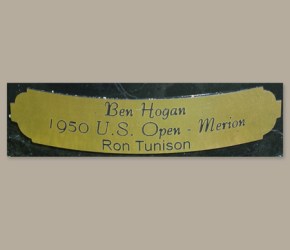 Ben Hogan
1950 U.S. Open - Merion
Ron Tunison